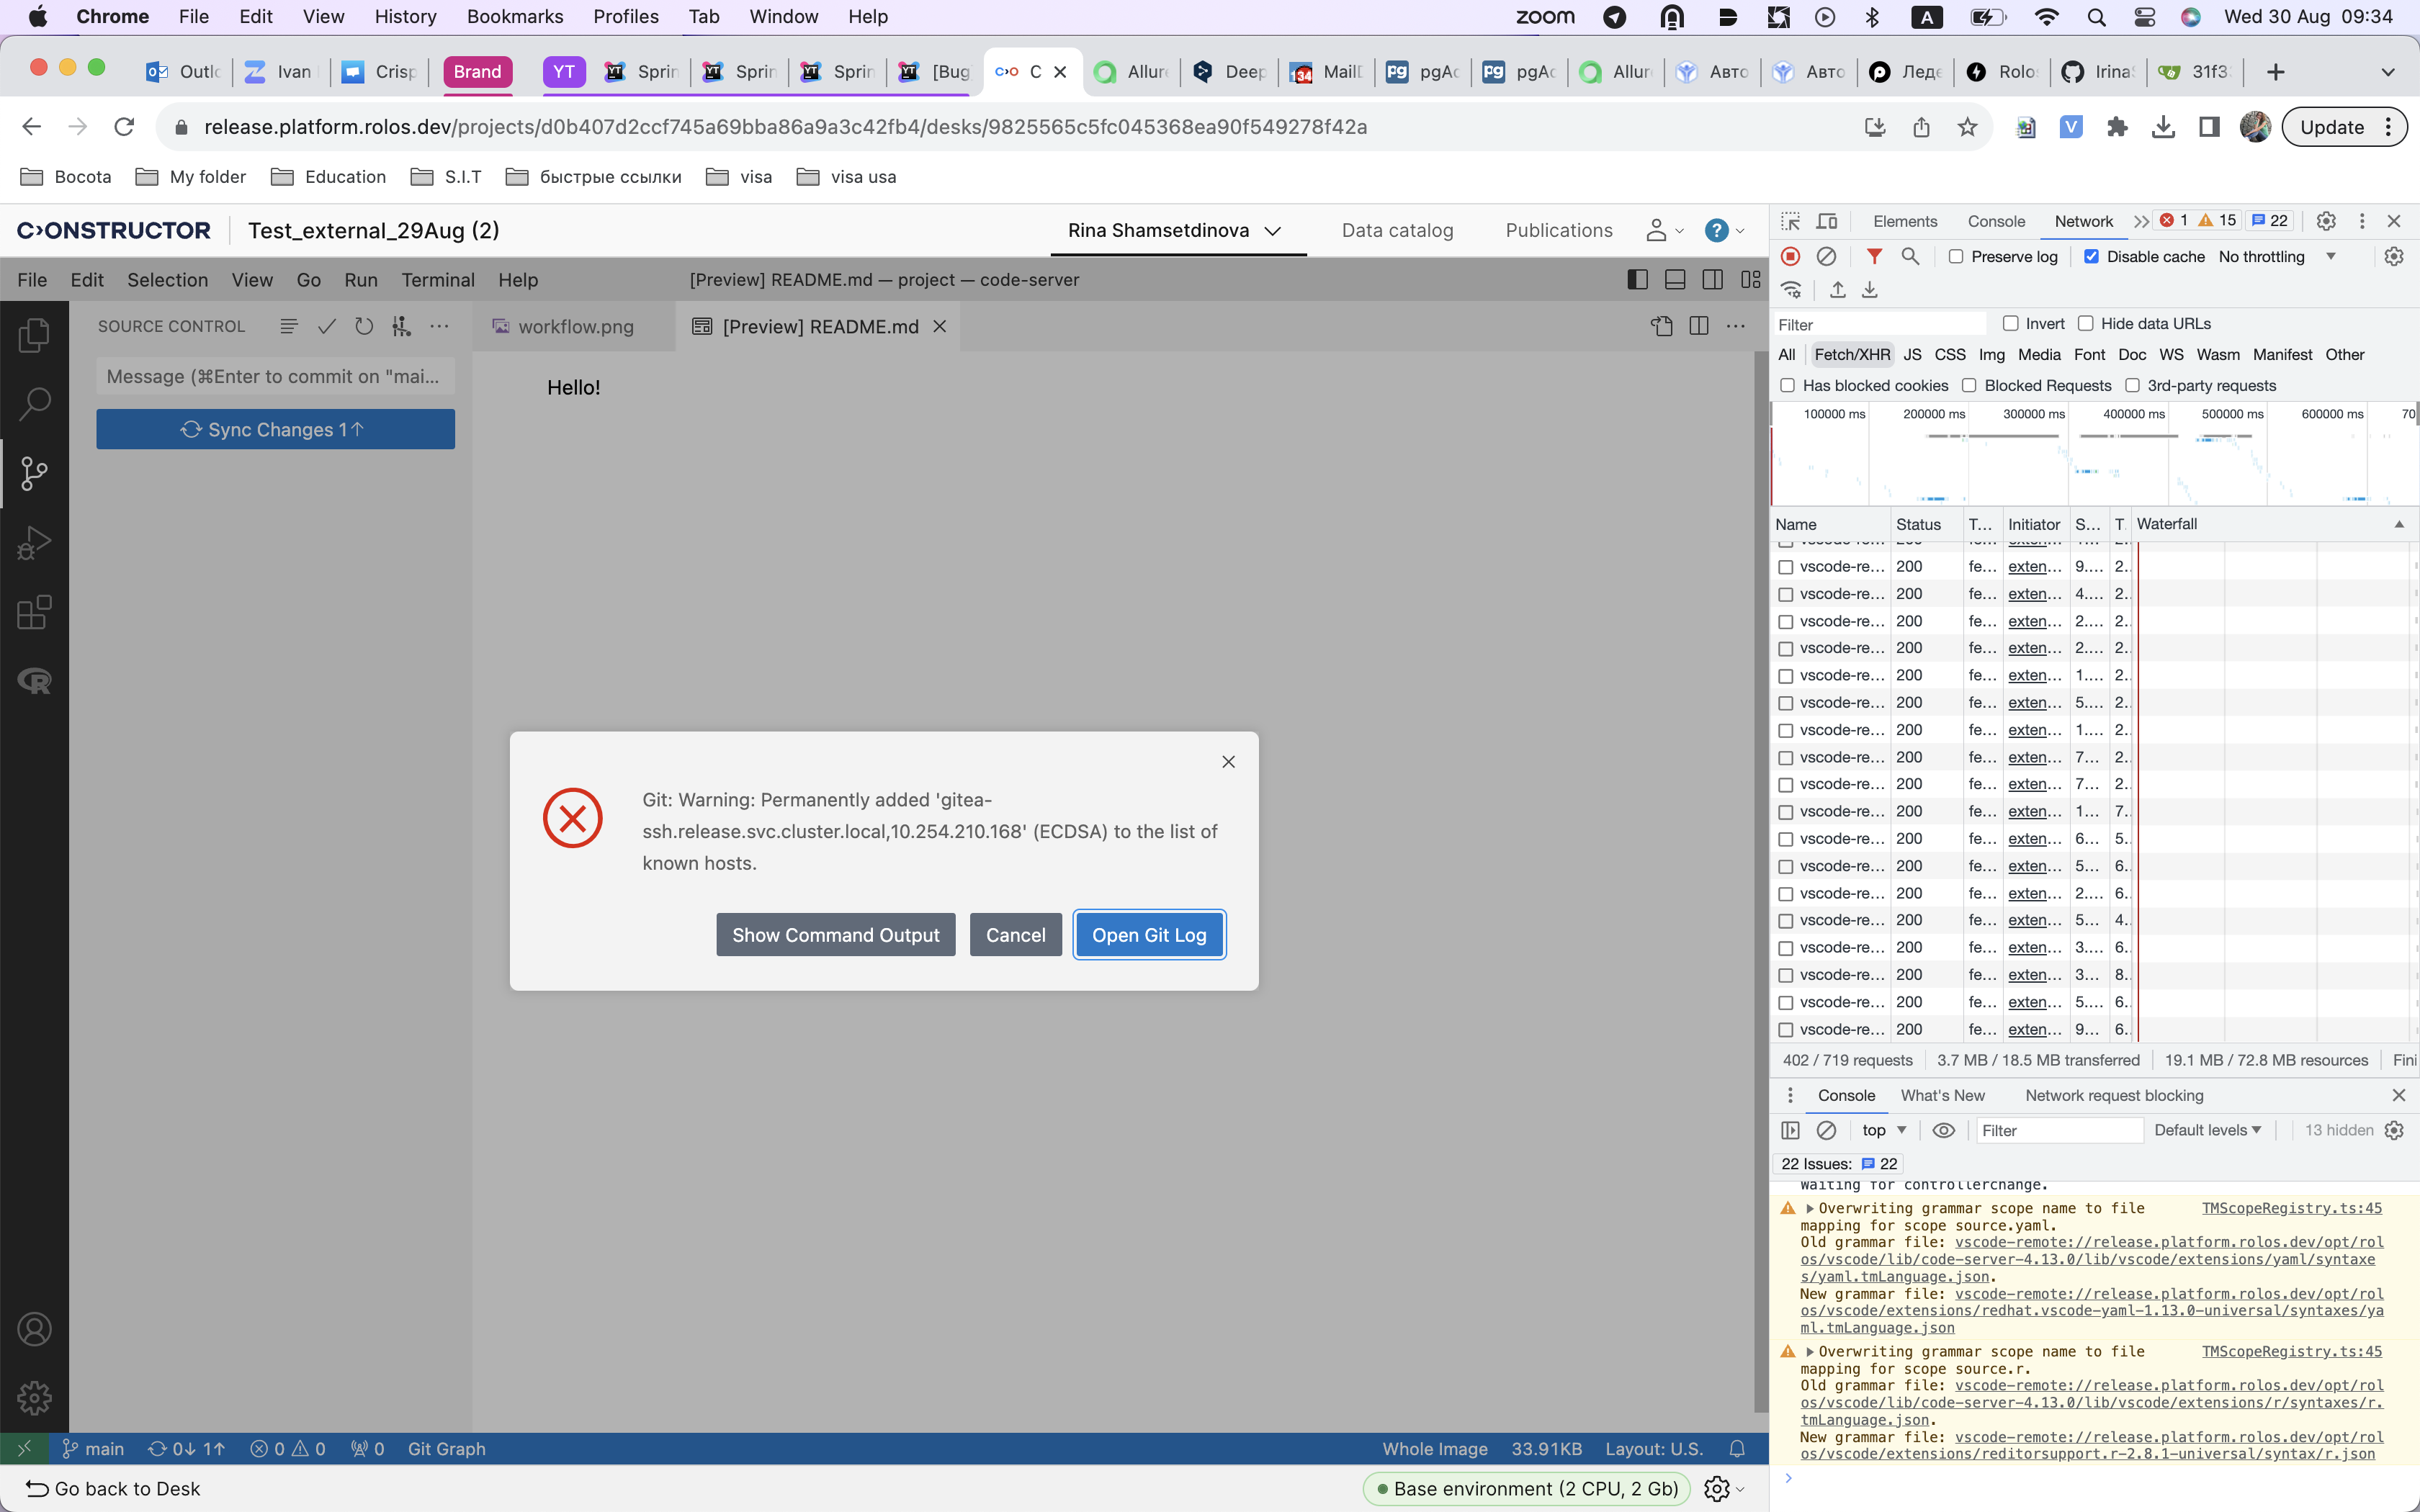 Chrome File Edit View History Bookmarks Profiles Tab Window Help zoom A Wed 30 Aug 09:34
Outlo Ivan Crisp Brand YT Sprin Sprin Sprin [Bug C Allure Deep MailD pgAd pgAd Allure Авто Авто Леде Rolo Irina 31f3
release.platform.rolos.dev/projects/d0b407d2ccf745a69bba86a9a3c42fb4/desks/9825565c5fc045368ea90f549278f42a Update
Bocota My folder Education S.I.T быстрые ссылки visa visa usa
CONSTRUCTOR Test_external_29Aug (2) Rina Shamsetdinova Data catalog Publications ?
File Edit Selection View Go Run Terminal Help [Preview] README.md — project — code-server
SOURCE CONTROL workflow.png [Preview] README.md
Message (⌘Enter to commit on "mai...
Sync Changes 1↑
Hello!
Git: Warning: Permanently added 'gitea-
ssh.release.svc.cluster.local,10.254.210.168' (ECDSA) to the list of
known hosts.
Show Command Output Cancel Open Git Log
main 0↓ 1↑ 0 0 0 Git Graph Whole Image 33.91KB Layout: U.S.
Go back to Desk Base environment (2 CPU, 2 Gb)
Elements Console Network 1 15 22
Preserve log Disable cache No throttling
Filter Invert Hide data URLs
All Fetch/XHR JS CSS Img Media Font Doc WS Wasm Manifest Other
Has blocked cookies Blocked Requests 3rd-party requests
100000 ms 200000 ms 300000 ms 400000 ms 500000 ms 600000 ms 70
Name Status T... Initiator S... T. Waterfall
vscode-re... 200 fe... exten... 9.... 2..
vscode-re... 200 fe... exten... 4.... 2..
vscode-re... 200 fe... exten... 2.... 2..
vscode-re... 200 fe... exten... 2.... 2..
vscode-re... 200 fe... exten... 1.... 2..
vscode-re... 200 fe... exten... 5.... 2..
vscode-re... 200 fe... exten... 1.... 2..
vscode-re... 200 fe... exten... 7... 2..
vscode-re... 200 fe... exten... 7... 2..
vscode-re... 200 fe... exten... 1... 7..
vscode-re... 200 fe... exten... 6... 5..
vscode-re... 200 fe... exten... 5... 6..
vscode-re... 200 fe... exten... 2.... 6..
vscode-re... 200 fe... exten... 5... 4..
vscode-re... 200 fe... exten... 3.... 6..
vscode-re... 200 fe... exten... 3... 8..
vscode-re... 200 fe... exten... 5.... 6..
vscode-re... 200 fe... exten... 9... 6..
402 / 719 requests 3.7 MB / 18.5 MB transferred 19.1 MB / 72.8 MB resources Fini
Console What's New Network request blocking
top Filter Default levels 13 hidden
22 Issues: 22
Waiting for controllerchange.
Overwriting grammar scope name to file TMScopeRegistry.ts:45
mapping for scope source.yaml.
Old grammar file: vscode-remote://release.platform.rolos.dev/opt/rol
os/vscode/lib/code-server-4.13.0/lib/vscode/extensions/yaml/syntaxe
s/yaml.tmLanguage.json.
New grammar file: vscode-remote://release.platform.rolos.dev/opt/rol
os/vscode/extensions/redhat.vscode-yaml-1.13.0-universal/syntaxes/ya
ml.tmLanguage.json
Overwriting grammar scope name to file TMScopeRegistry.ts:45
mapping for scope source.r.
Old grammar file: vscode-remote://release.platform.rolos.dev/opt/rol
os/vscode/lib/code-server-4.13.0/lib/vscode/extensions/r/syntaxes/r.
tmLanguage.json.
New grammar file: vscode-remote://release.platform.rolos.dev/opt/rol
os/vscode/extensions/reditorsupport.r-2.8.1-universal/syntax/r.json